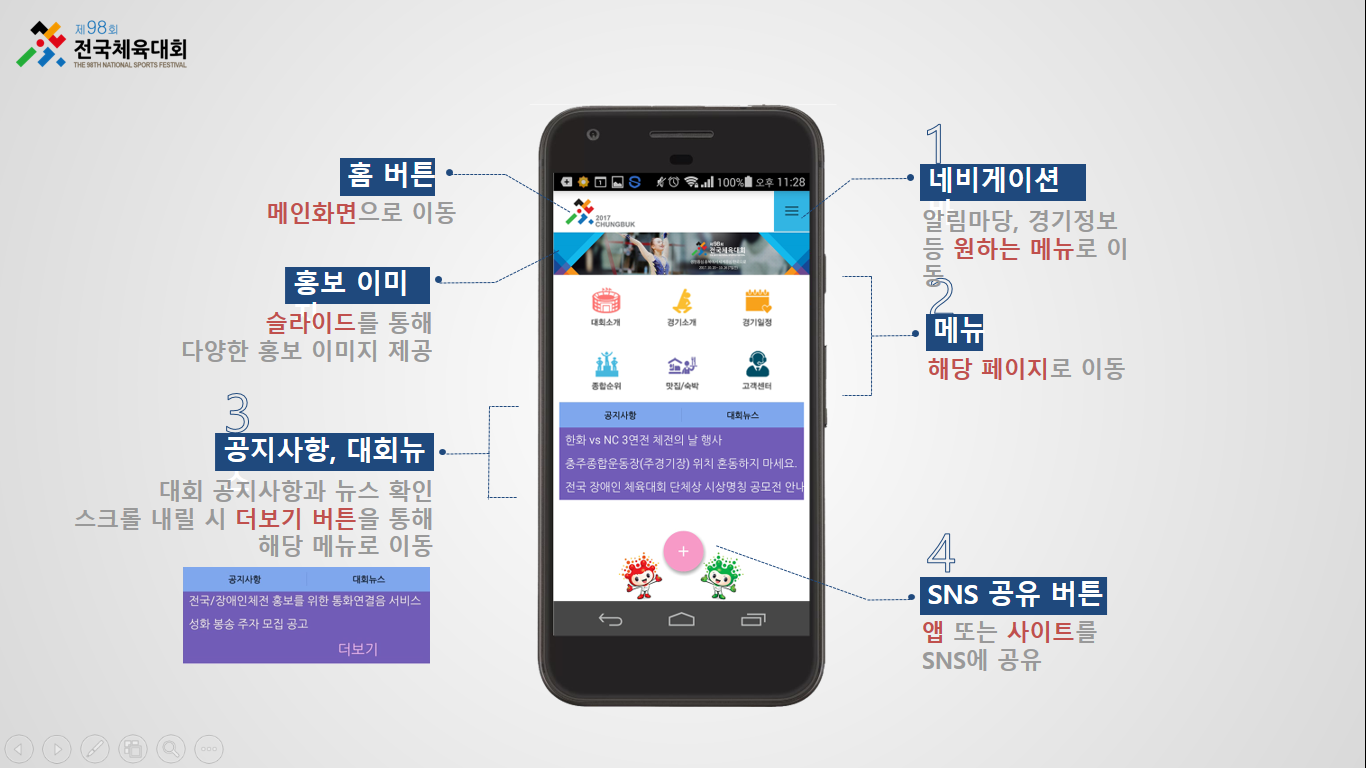 제98회
전국체육대회
THE 98TH NATIONAL SPORTS FESTIVAL
홈 버튼
메인화면으로 이동
홍보 이미
슬라이드를 통해
다양한 홍보 이미지 제공
3
공지사항, 대회뉴
대회 공지사항과 뉴스 확인
스크롤 내릴 시 더보기 버튼을 통해
해당 메뉴로 이동
공지사항 대회뉴스
전국/장애인체전 홍보를 위한 통화연결음 서비스
성화 봉송 주자 모집 공고
더보기
1 100% 오후 11:28
2017
CHUNGBUK
제98회
전국체육대회
대회소개 경기소개 경기일정
종합순위 맛집/숙박 고객센터
공지사항 대회뉴스
한화 vs NC 3연전 체전의 날 행사
충주종합운동장(주경기장) 위치 혼동하지 마세요.
전국 장애인 체육대회 단체상 시상명칭 공모전 안내
+
1
네비게이션
알림마당, 경기정보
등 원하는 메뉴로 이
동
2
메뉴
해당 페이지로 이동
4
SNS 공유 버튼
앱 또는 사이트를
SNS에 공유